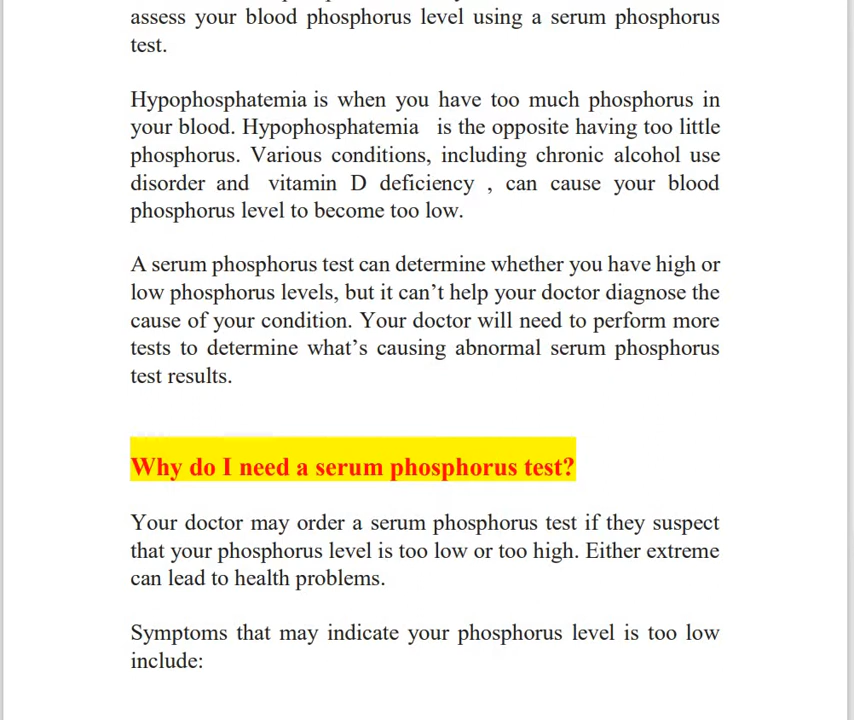 assess your blood phosphorus level using a serum phosphorus
test.
Hypophosphatemia is when you have too much phosphorus in
your blood. Hypophosphatemia is the opposite having too little
phosphorus. Various conditions, including chronic alcohol use
disorder and vitamin D deficiency , can cause your blood
phosphorus level to become too low.
A serum phosphorus test can determine whether you have high or
low phosphorus levels, but it can’t help your doctor diagnose the
cause of your condition. Your doctor will need to perform more
tests to determine what’s causing abnormal serum phosphorus
test results.
Why do I need a serum phosphorus test?
Your doctor may order a serum phosphorus test if they suspect
that your phosphorus level is too low or too high. Either extreme
can lead to health problems.
Symptoms that may indicate your phosphorus level is too low
include: